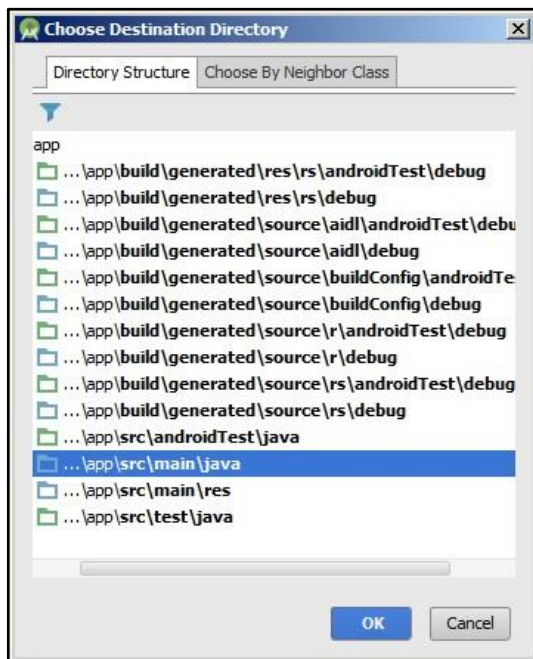 Choose Destination Directory
Directory Structure Choose By Neighbor Class
app
...\app\build\generated\res\rs\androidTest\debug
...\app\build\generated\res\rs\debug
...\app\build\generated\source\aidl\androidTest\debu
...\app\build\generated\source\aidl\debug
...\app\build\generated\source\buildConfig\androidTe
...\app\build\generated\source\buildConfig\debug
...\app\build\generated\source\r\androidTest\debug
...\app\build\generated\source\r\debug
...\app\build\generated\source\rs\androidTest\debug
...\app\build\generated\source\rs\debug
...\app\src\androidTest\java
...\app\src\main\java
...\app\src\main\res
...\app\src\test\java
OK Cancel